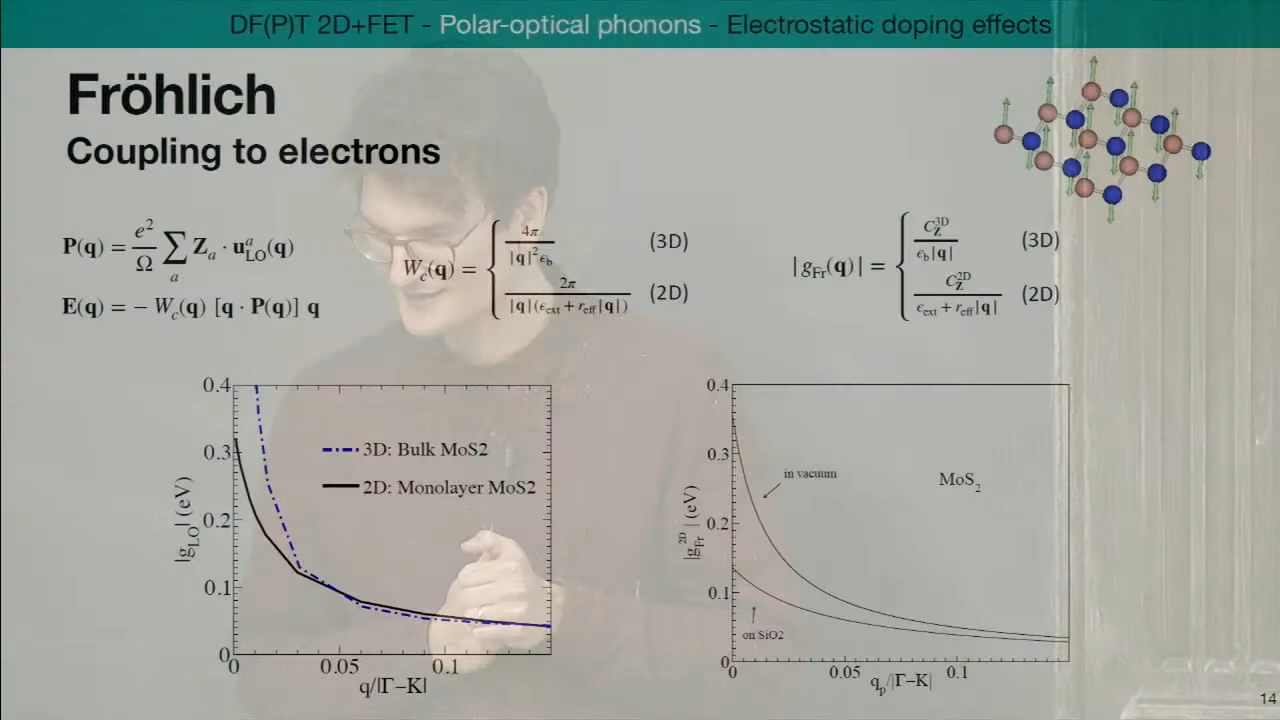 DF(P)T 2D+FET - Polar-optical phonons - Electrostatic doping effects
Fröhlich
Coupling to electrons
P(q) = e² / Ω ∑ₐ Zₐ · uᵃ_LO(q)
E(q) = − W_c(q) [q · P(q)] q
W_c(q) = { 4π / |q|² ϵ_b (3D)
2π / |q|(ϵ_ext + r_eff|q|) (2D)
|g_Fr(q)| = { C_Z^3D / ϵ_b|q| (3D)
C_Z^2D / ϵ_ext + r_eff|q| (2D)
0.4
0.3
0.2
0.1
0
|g_LO| (eV)
3D: Bulk MoS2
2D: Monolayer MoS2
0 0.05 0.1
q/|Γ−K|
0.4
0.3
0.2
0.1
0
|g_Fr^2D| (eV)
in vacuum
MoS₂
on SiO2
0 0.05 0.1
q_p/|Γ−K|
14